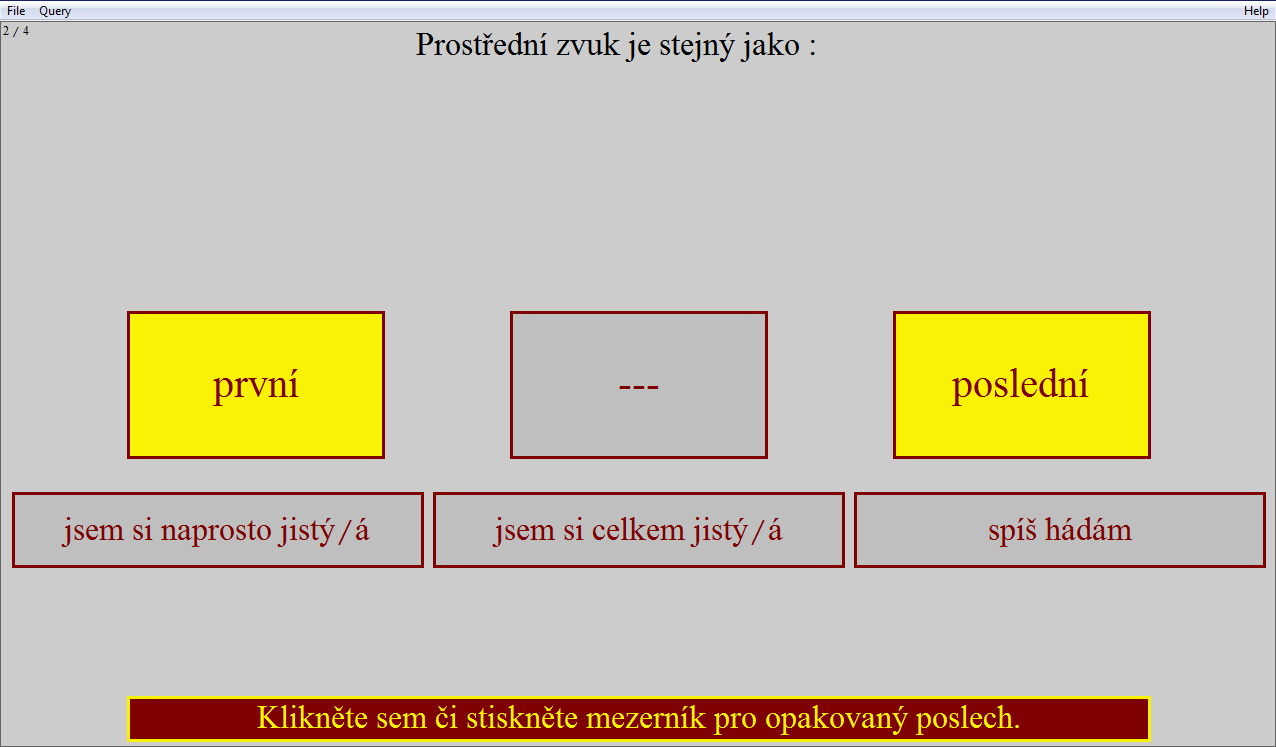 File Query Help
2 / 4
Prostřední zvuk je stejný jako :
první --- poslední
jsem si naprosto jistý/á jsem si celkem jistý/á spíš hádám
Klikněte sem či stiskněte mezerník pro opakovaný poslech.